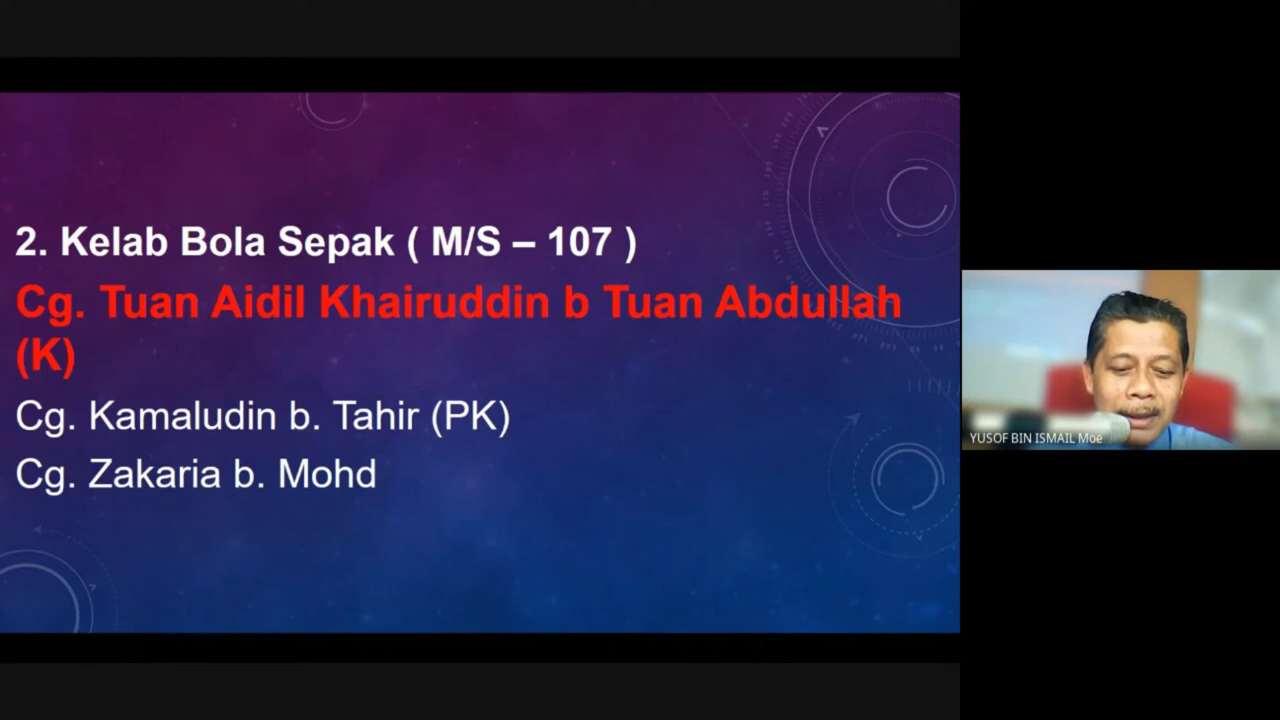 2. Kelab Bola Sepak ( M/S – 107 )
Cg. Tuan Aidil Khairuddin b Tuan Abdullah
(K)
Cg. Kamaludin b. Tahir (PK)
Cg. Zakaria b. Mohd
YUSOF BIN ISMAIL Moe